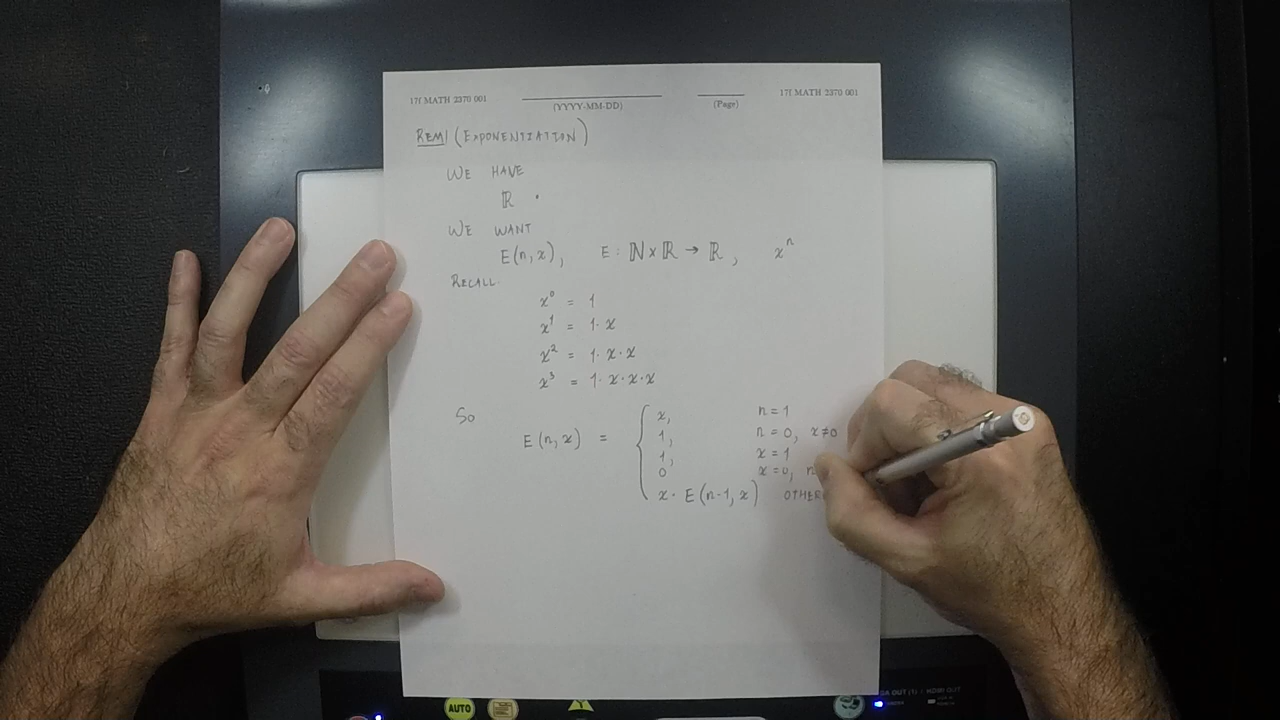 17f MATH 2370 001 (YYYY-MM-DD) (Page) 17f MATH 2370 001
REM (EXPONENTIATION)
WE HAVE
ℝ ·
WE WANT
E(n,x), E: ℕ×ℝ → ℝ, xⁿ
RECALL
x⁰ = 1
x¹ = 1·x
x² = 1·x·x
x³ = 1·x·x·x
SO
E(n,x) = { x, n=1
1, n=0, x≠0
1, x=1
0 x=0, n
x· E(n-1, x) OTHER
AUTO